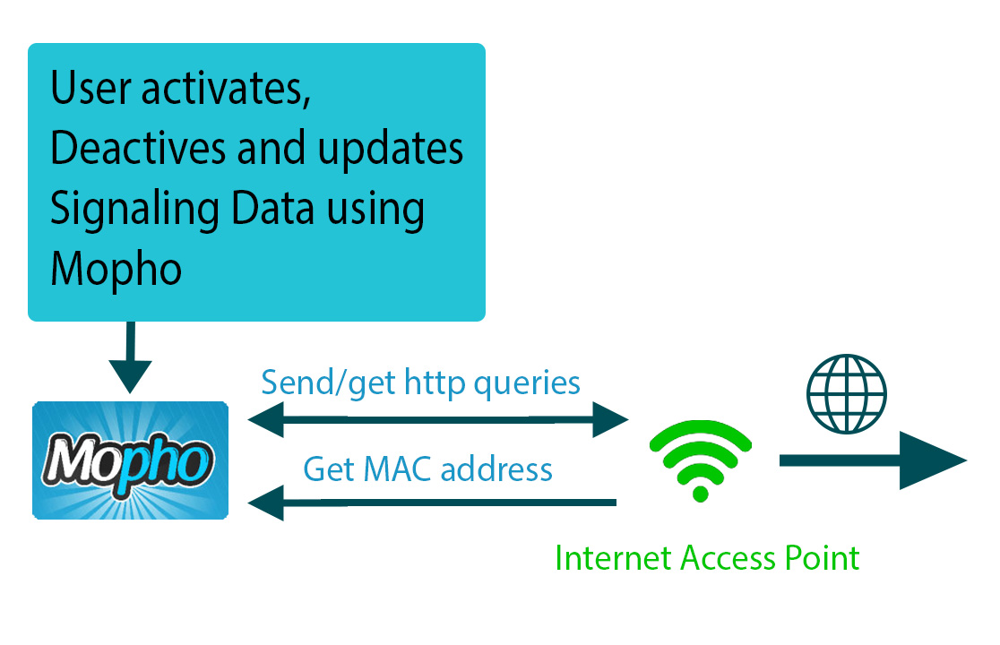 User activates,
Deactives and updates
Signaling Data using
Mopho
Send/get http queries
Mopho
Get MAC address
Internet Access Point